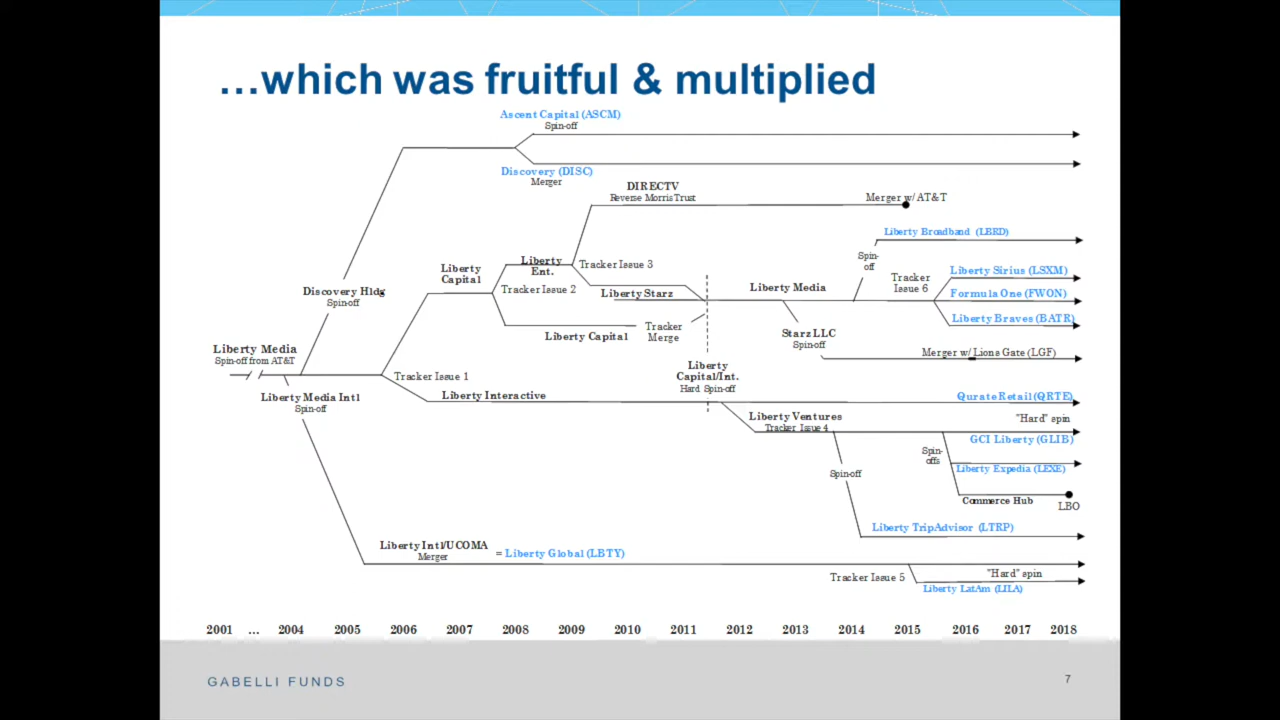 …which was fruitful & multiplied
Ascent Capital (ASCM)
Spin-off
Discovery (DISC)
Merger
DIRECTV
Reverse Morris Trust
Merger w/ AT&T
Liberty Broadband (LBRD)
Spin-
off
Liberty
Capital
Liberty
Ent.
Tracker Issue 3
Tracker Issue 2
Liberty Starz
Liberty Media
Tracker
Issue 6
Liberty Sirius (LSXM)
Formula One (FWON)
Liberty Braves (BATR)
Discovery Hldg
Spin-off
Liberty Capital
Tracker
Merge
Starz LLC
Spin-off
Merger w/ Lions Gate (LGF)
Liberty Media
Spin-off from AT&T
Tracker Issue 1
Liberty
Capital/Int.
Hard Spin-off
Liberty Media Intl
Spin-off
Liberty Interactive
Qurate Retail (QRTE)
Liberty Ventures
Tracker Issue 4
"Hard" spin
GCI Liberty (GLIB)
Spin-
offs
Spin-off
Liberty Expedia (LEXE)
Commerce Hub
LBO
Liberty TripAdvisor (LTRP)
Liberty Intl/UCOMA
Merger
= Liberty Global (LBTY)
Tracker Issue 5
"Hard" spin
Liberty LatAm (LILA)
2001 ... 2004 2005 2006 2007 2008 2009 2010 2011 2012 2013 2014 2015 2016 2017 2018
GABELLI FUNDS
7